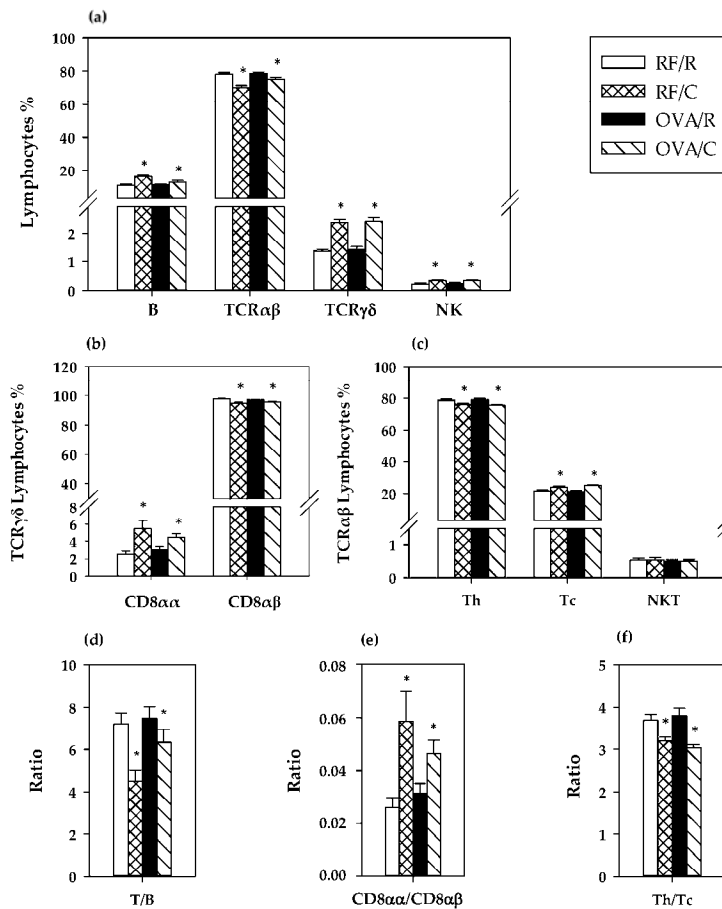 (a)
100
80
60
40
20
2
1
0
Lymphocytes %
* * * * * * * *
B TCRαβ TCRγδ NK
RF/R
RF/C
OVA/R
OVA/C
(b)
120
100
80
60
40
8
6
4
2
0
TCRγδ Lymphocytes %
* * * *
CD8αα CD8αβ
(c)
100
80
60
40
20
1
0
TCRαβ Lymphocytes %
* * * *
Th Tc NKT
(d)
10
8
6
4
2
0
Ratio
* *
T/B
(e)
0.08
0.06
0.04
0.02
0.00
Ratio
* *
CD8αα/CD8αβ
(f)
5
4
3
2
1
0
Ratio
* *
Th/Tc